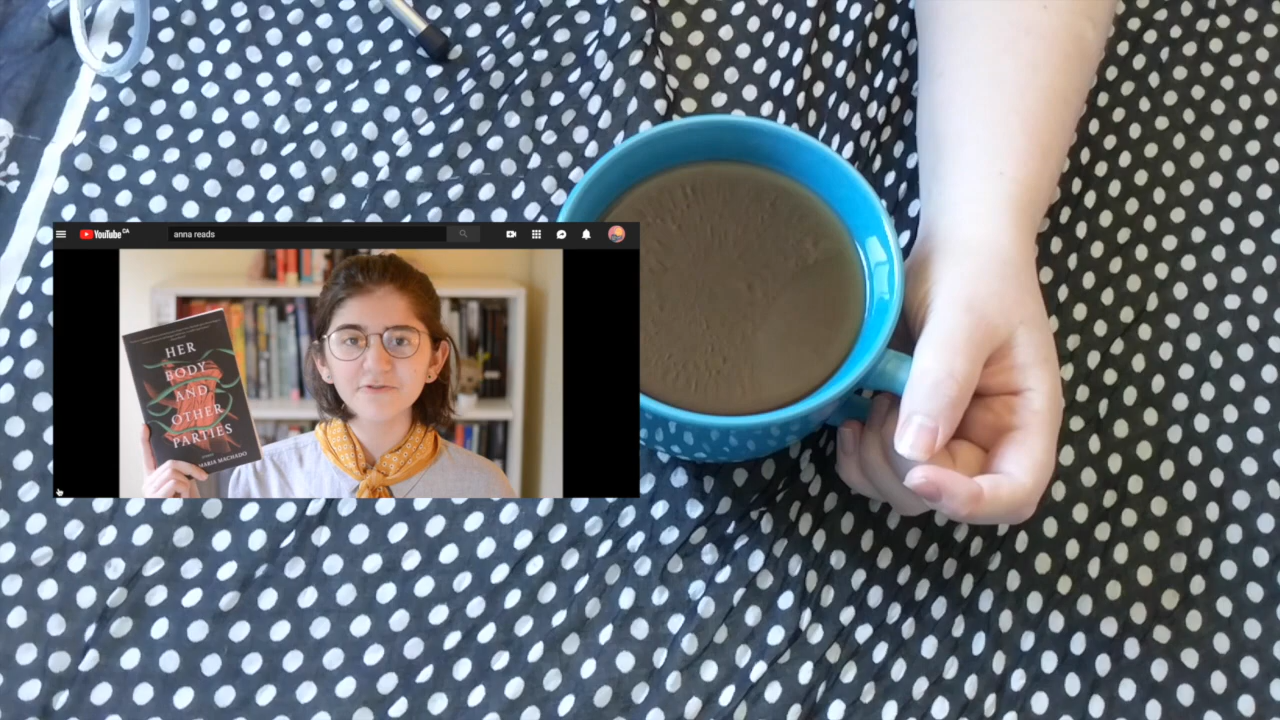 YouTube CA
anna reads
HER
BODY
AND
OTHER
PARTIES
MARIA MACHADO